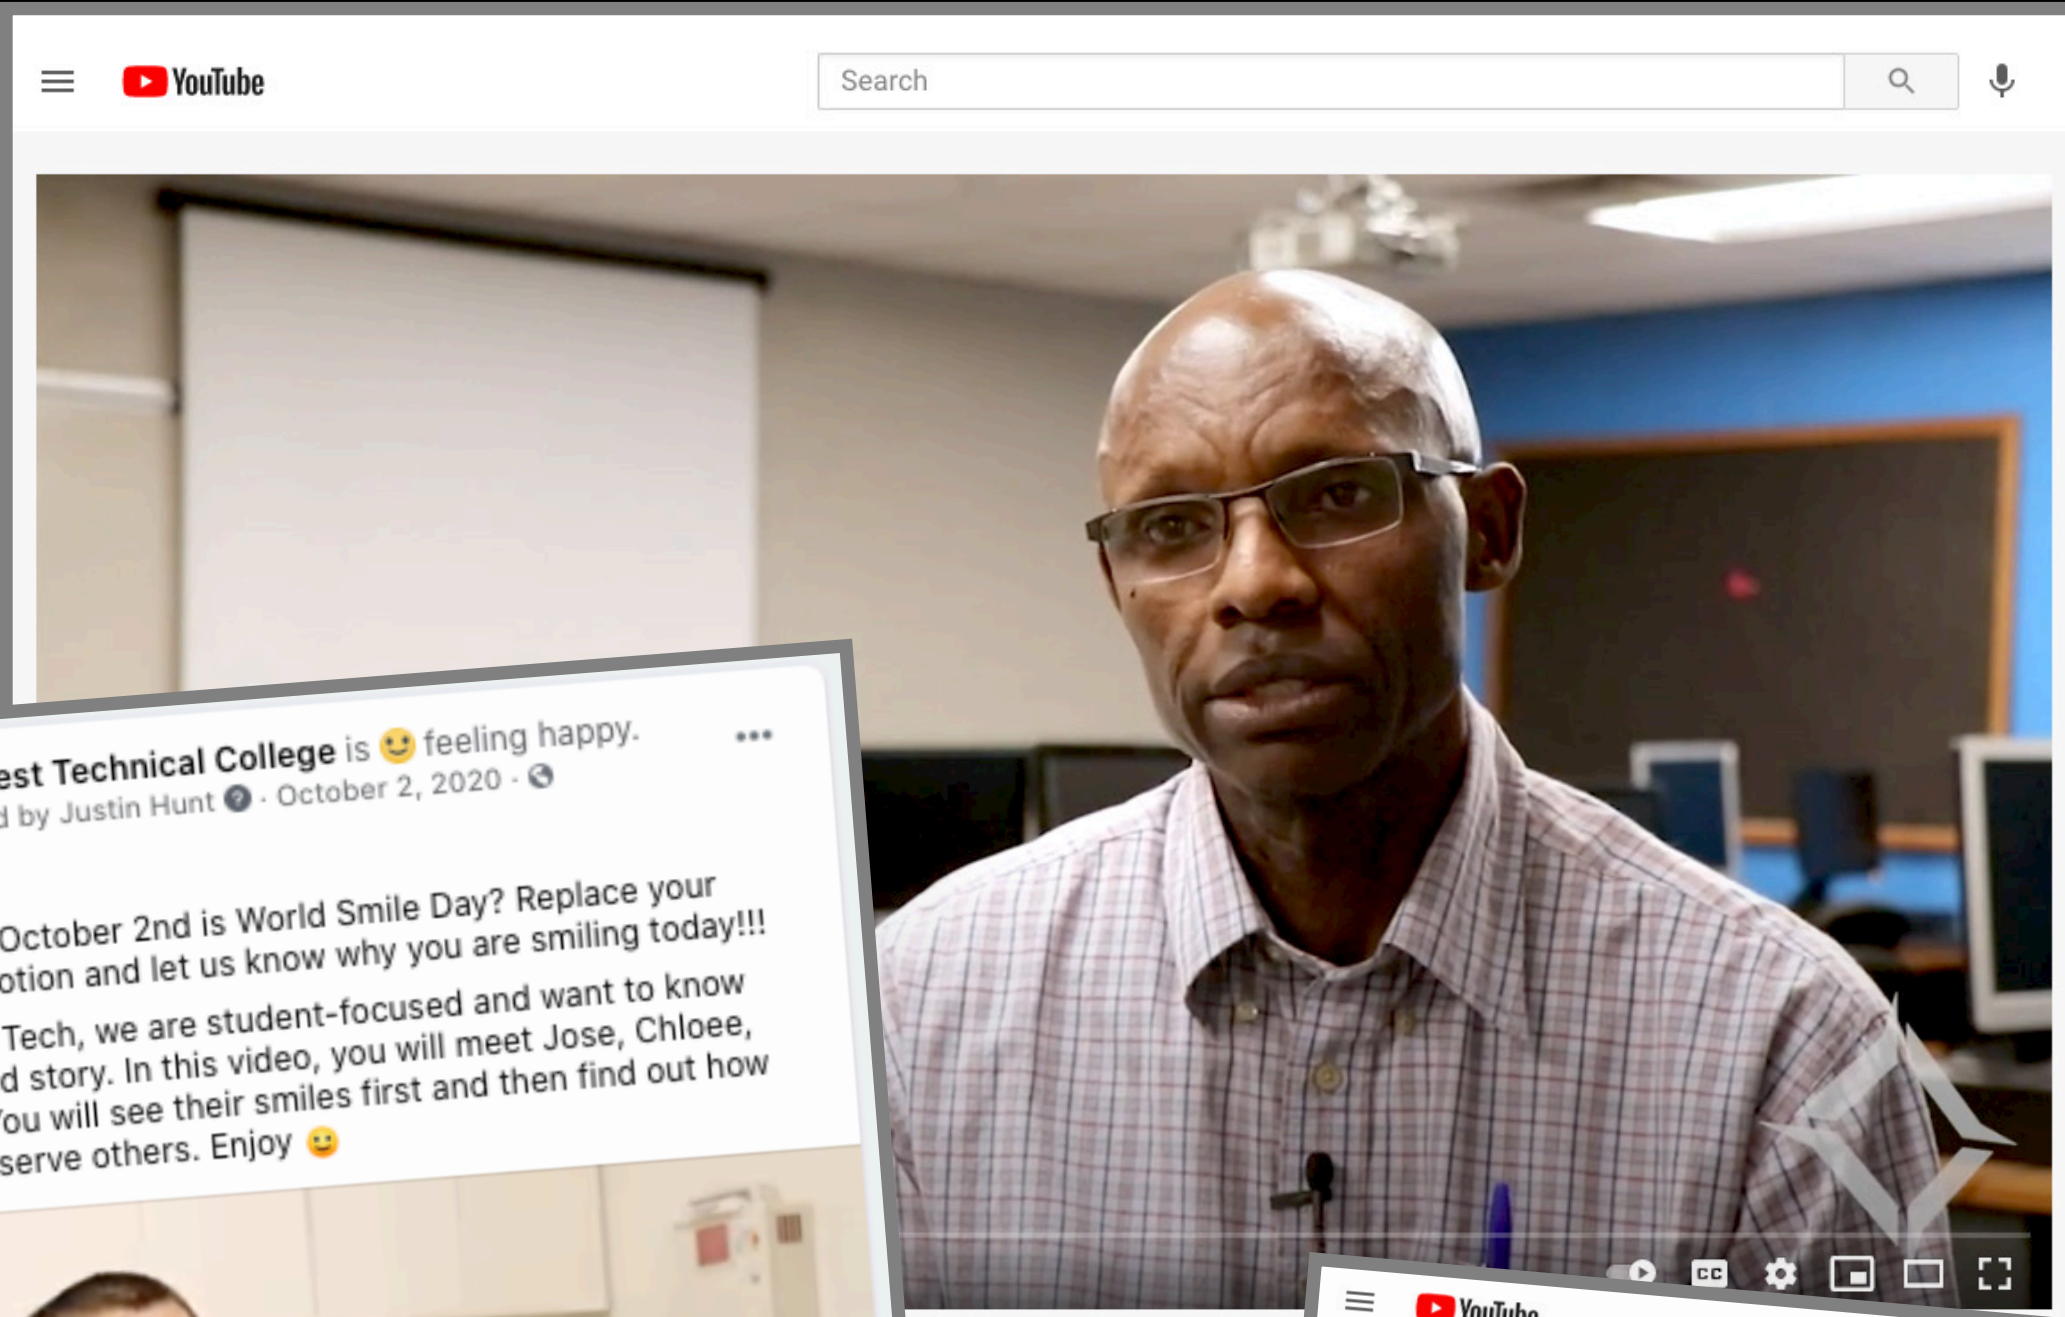 YouTube
Search
est Technical College is feeling happy.
d by Justin Hunt · October 2, 2020 ·
October 2nd is World Smile Day? Replace your
otion and let us know why you are smiling today!!!
Tech, we are student-focused and want to know
d story. In this video, you will meet Jose, Chloee,
You will see their smiles first and then find out how
serve others. Enjoy
CC
YouTube